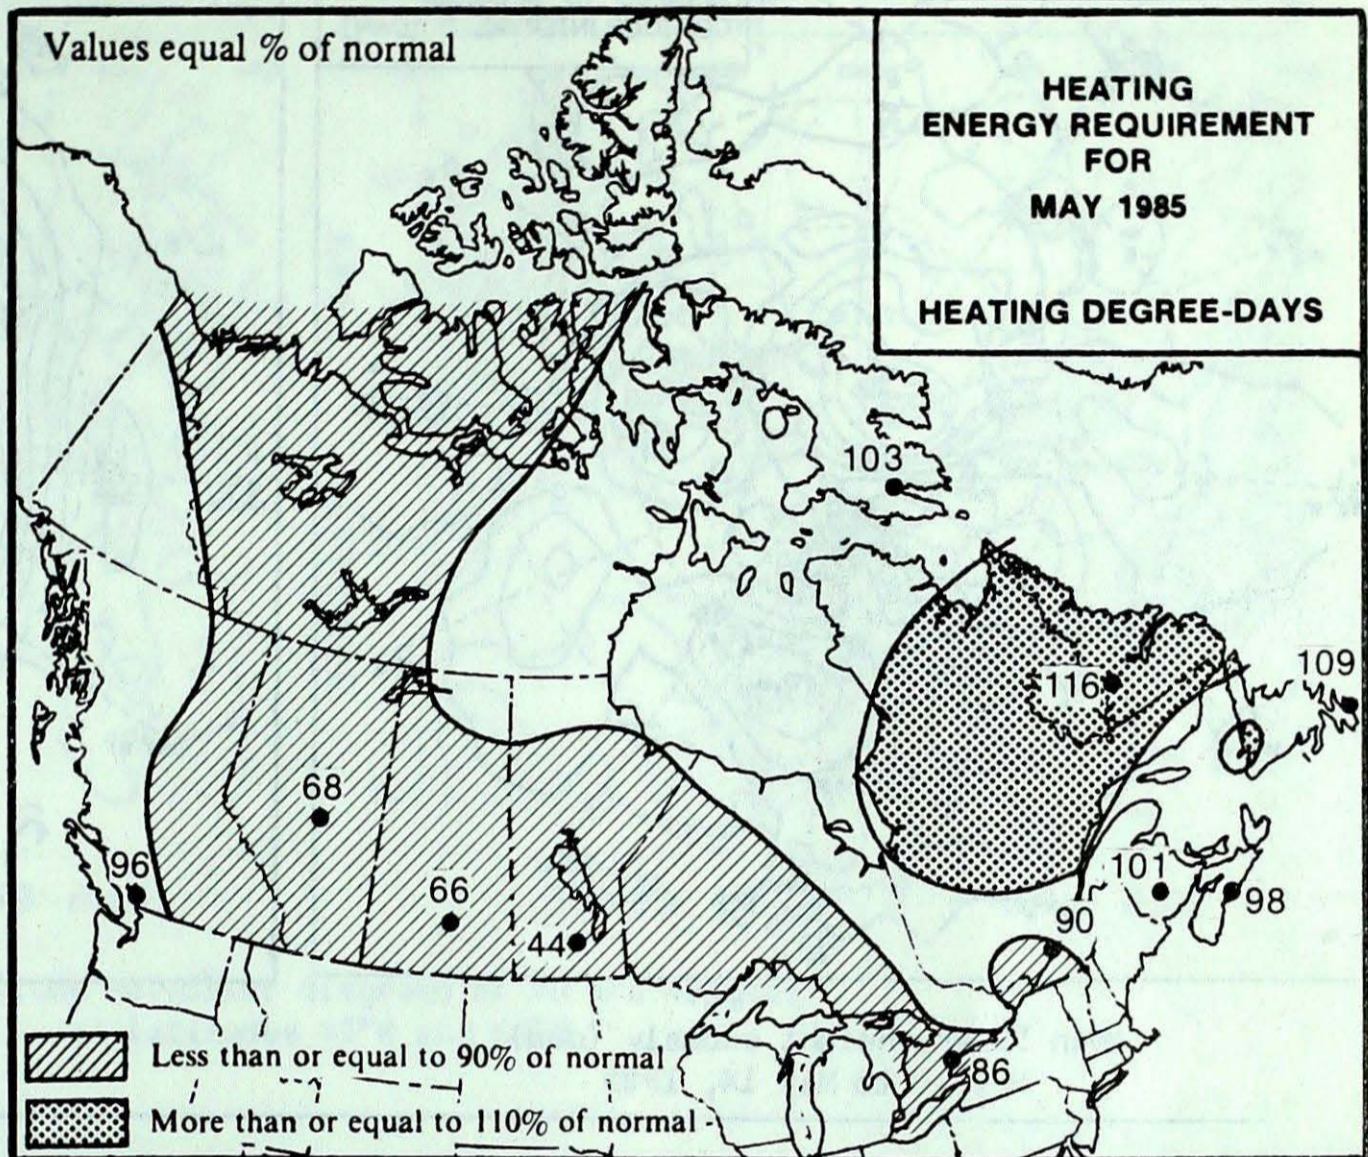 Values equal % of normal
HEATING
ENERGY REQUIREMENT
FOR
MAY 1985
HEATING DEGREE-DAYS
103
109
116
68
96
66
44
101
98
90
86
Less than or equal to 90% of normal
More than or equal to 110% of normal